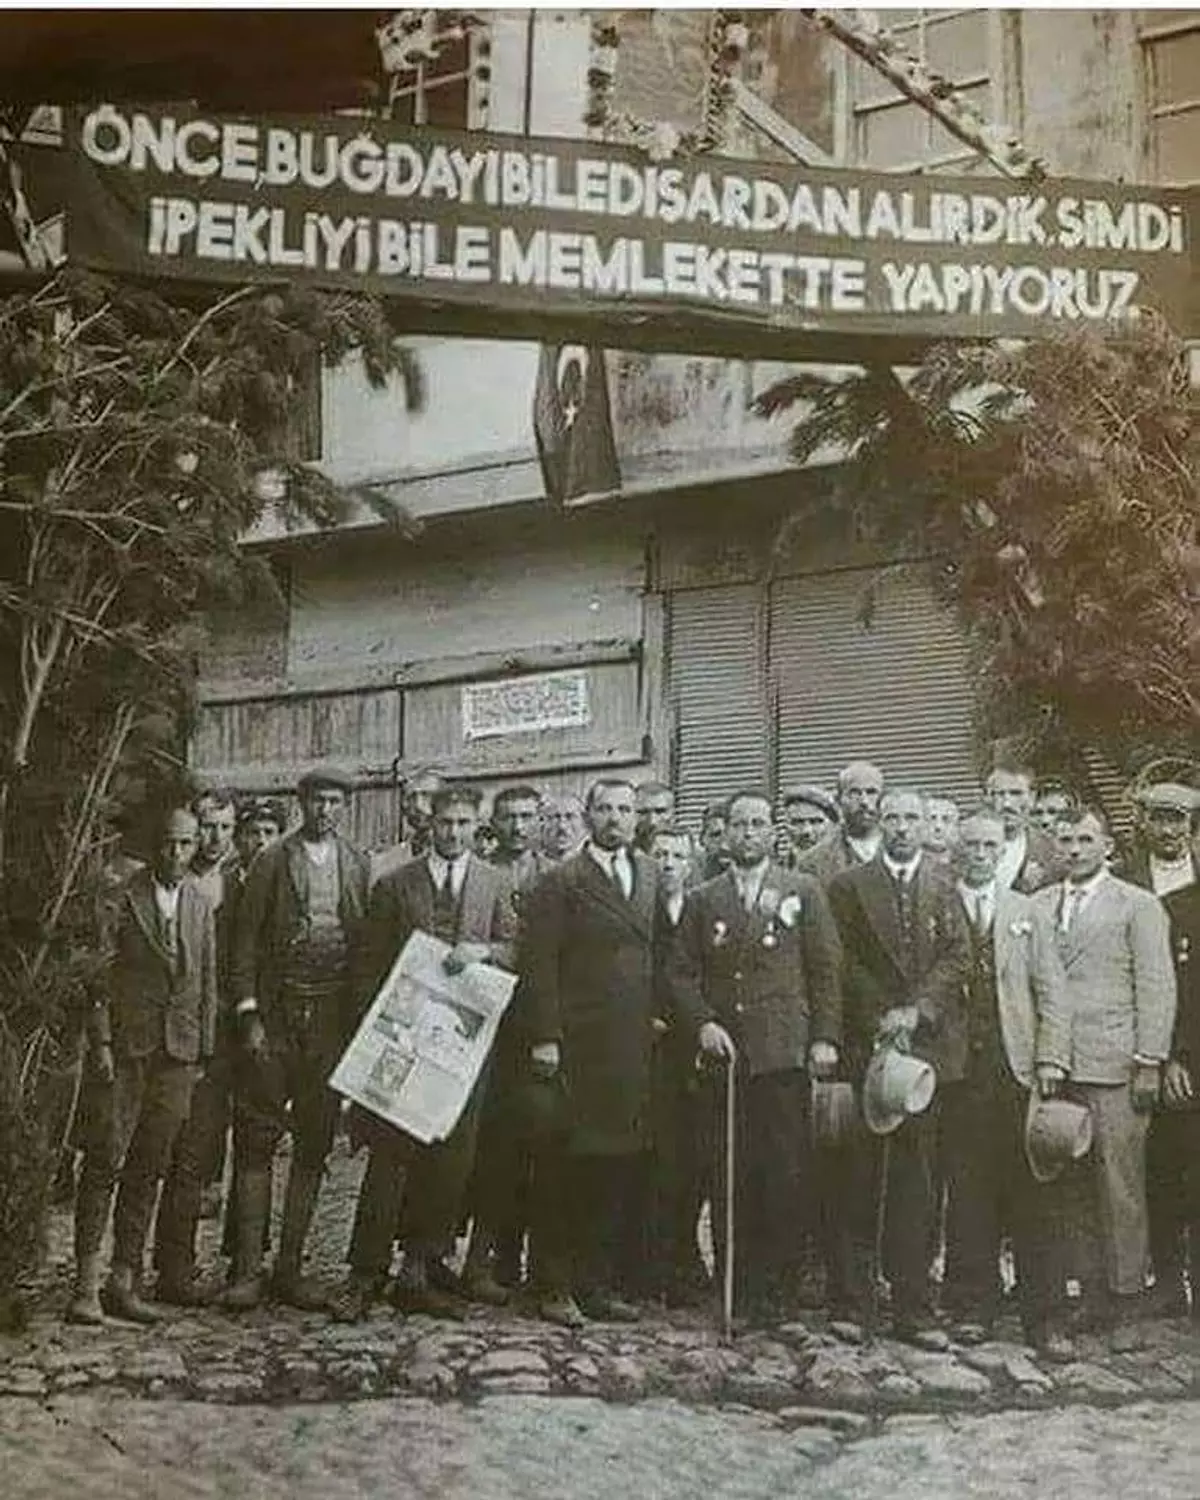 ÖNCE, BUĞDAYI BİLE DIŞARDAN ALIRDIK, ŞİMDİ
İPEKLİYİ BİLE MEMLEKETTE YAPIYORUZ.